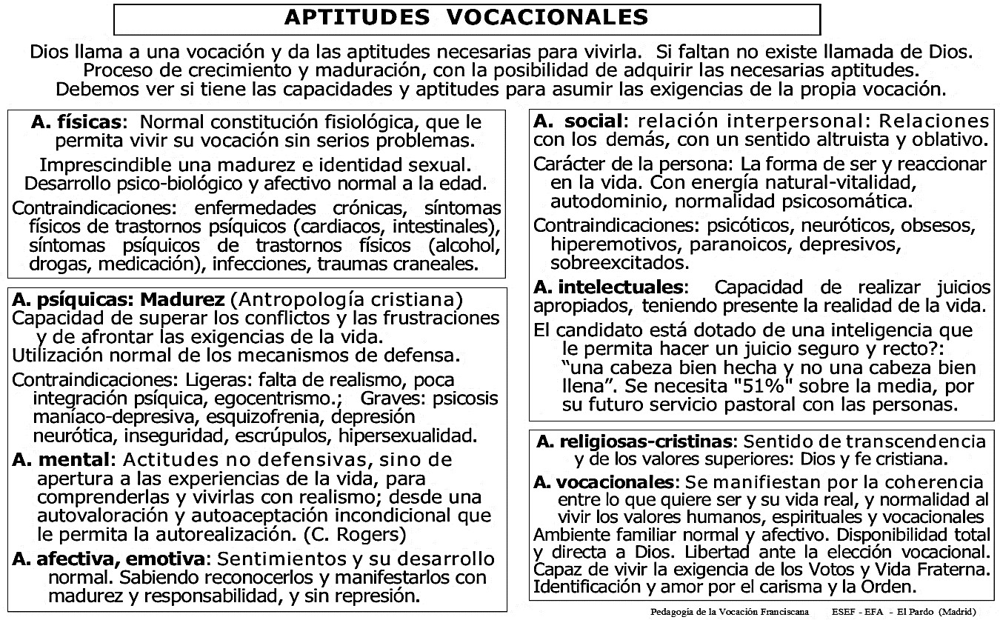 APTITUDES VOCACIONALES
Dios llama a una vocación y da las aptitudes necesarias para vivirla. Si faltan no existe llamada de Dios.
Proceso de crecimiento y maduración, con la posibilidad de adquirir las necesarias aptitudes.
Debemos ver si tiene las capacidades y aptitudes para asumir las exigencias de la propia vocación.
A. físicas: Normal constitución fisiológica, que le
permita vivir su vocación sin serios problemas.
Imprescindible una madurez e identidad sexual.
Desarrollo psico-biológico y afectivo normal a la edad.
Contraindicaciones: enfermedades crónicas, síntomas
físicos de trastornos psíquicos (cardiacos, intestinales),
síntomas psíquicos de trastornos físicos (alcohol,
drogas, medicación), infecciones, traumas craneales.
A. psíquicas: Madurez (Antropología cristiana)
Capacidad de superar los conflictos y las frustraciones
y de afrontar las exigencias de la vida.
Utilización normal de los mecanismos de defensa.
Contraindicaciones: Ligeras: falta de realismo, poca
integración psíquica, egocentrismo.; Graves: psicosis
maníaco-depresiva, esquizofrenia, depresión
neurótica, inseguridad, escrúpulos, hipersexualidad.
A. mental: Actitudes no defensivas, sino de
apertura a las experiencias de la vida, para
comprenderlas y vivirlas con realismo; desde una
autovaloración y autoaceptación incondicional que
le permita la autorealización. (C. Rogers)
A. afectiva, emotiva: Sentimientos y su desarrollo
normal. Sabiendo reconocerlos y manifestarlos con
madurez y responsabilidad, y sin represión.
A. social: relación interpersonal: Relaciones
con los demás, con un sentido altruista y oblativo.
Carácter de la persona: La forma de ser y reaccionar
en la vida. Con energía natural-vitalidad,
autodominio, normalidad psicosomática.
Contraindicaciones: psicóticos, neuróticos, obsesos,
hiperemotivos, paranoicos, depresivos,
sobreexcitados.
A. intelectuales: Capacidad de realizar juicios
apropiados, teniendo presente la realidad de la vida.
El candidato está dotado de una inteligencia que
le permita hacer un juicio seguro y recto?:
“una cabeza bien hecha y no una cabeza bien
llena”. Se necesita "51%" sobre la media, por
su futuro servicio pastoral con las personas.
A. religiosas-cristinas: Sentido de transcendencia
y de los valores superiores: Dios y fe cristiana.
A. vocacionales: Se manifiestan por la coherencia
entre lo que quiere ser y su vida real, y normalidad al
vivir los valores humanos, espirituales y vocacionales
Ambiente familiar normal y afectivo. Disponibilidad total
y directa a Dios. Libertad ante la elección vocacional.
Capaz de vivir la exigencia de los Votos y Vida Fraterna.
Identificación y amor por el carisma y la Orden.
Pedagogía de la Vocación Franciscana ESEF - EFA - El Pardo (Madrid)